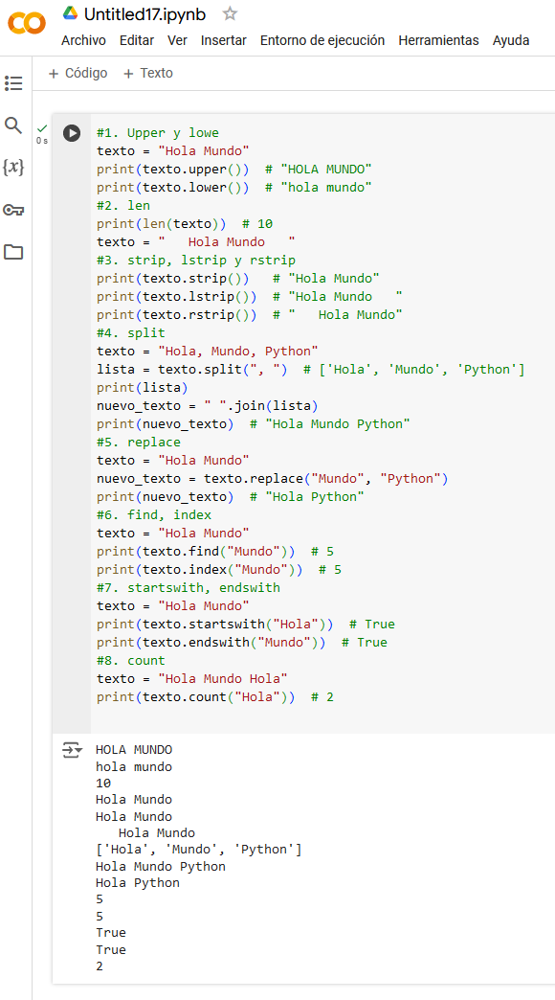 Untitled17.ipynb
Archivo Editar Ver Insertar Entorno de ejecución Herramientas Ayuda
+ Código + Texto
{x}
0 s
#1. Upper y lowe
texto = "Hola Mundo"
print(texto.upper())  # "HOLA MUNDO"
print(texto.lower())  # "hola mundo"
#2. len
print(len(texto))  # 10
texto = "   Hola Mundo   "
#3. strip, lstrip y rstrip
print(texto.strip())   # "Hola Mundo"
print(texto.lstrip())  # "Hola Mundo   "
print(texto.rstrip())  # "   Hola Mundo"
#4. split
texto = "Hola, Mundo, Python"
lista = texto.split(", ")  # ['Hola', 'Mundo', 'Python']
print(lista)
nuevo_texto = " ".join(lista)
print(nuevo_texto)  # "Hola Mundo Python"
#5. replace
texto = "Hola Mundo"
nuevo_texto = texto.replace("Mundo", "Python")
print(nuevo_texto)  # "Hola Python"
#6. find, index
texto = "Hola Mundo"
print(texto.find("Mundo"))  # 5
print(texto.index("Mundo"))  # 5
#7. startswith, endswith
texto = "Hola Mundo"
print(texto.startswith("Hola"))  # True
print(texto.endswith("Mundo"))  # True
#8. count
texto = "Hola Mundo Hola"
print(texto.count("Hola"))  # 2
HOLA MUNDO
hola mundo
10
Hola Mundo
Hola Mundo
   Hola Mundo
['Hola', 'Mundo', 'Python']
Hola Mundo Python
Hola Python
5
5
True
True
2